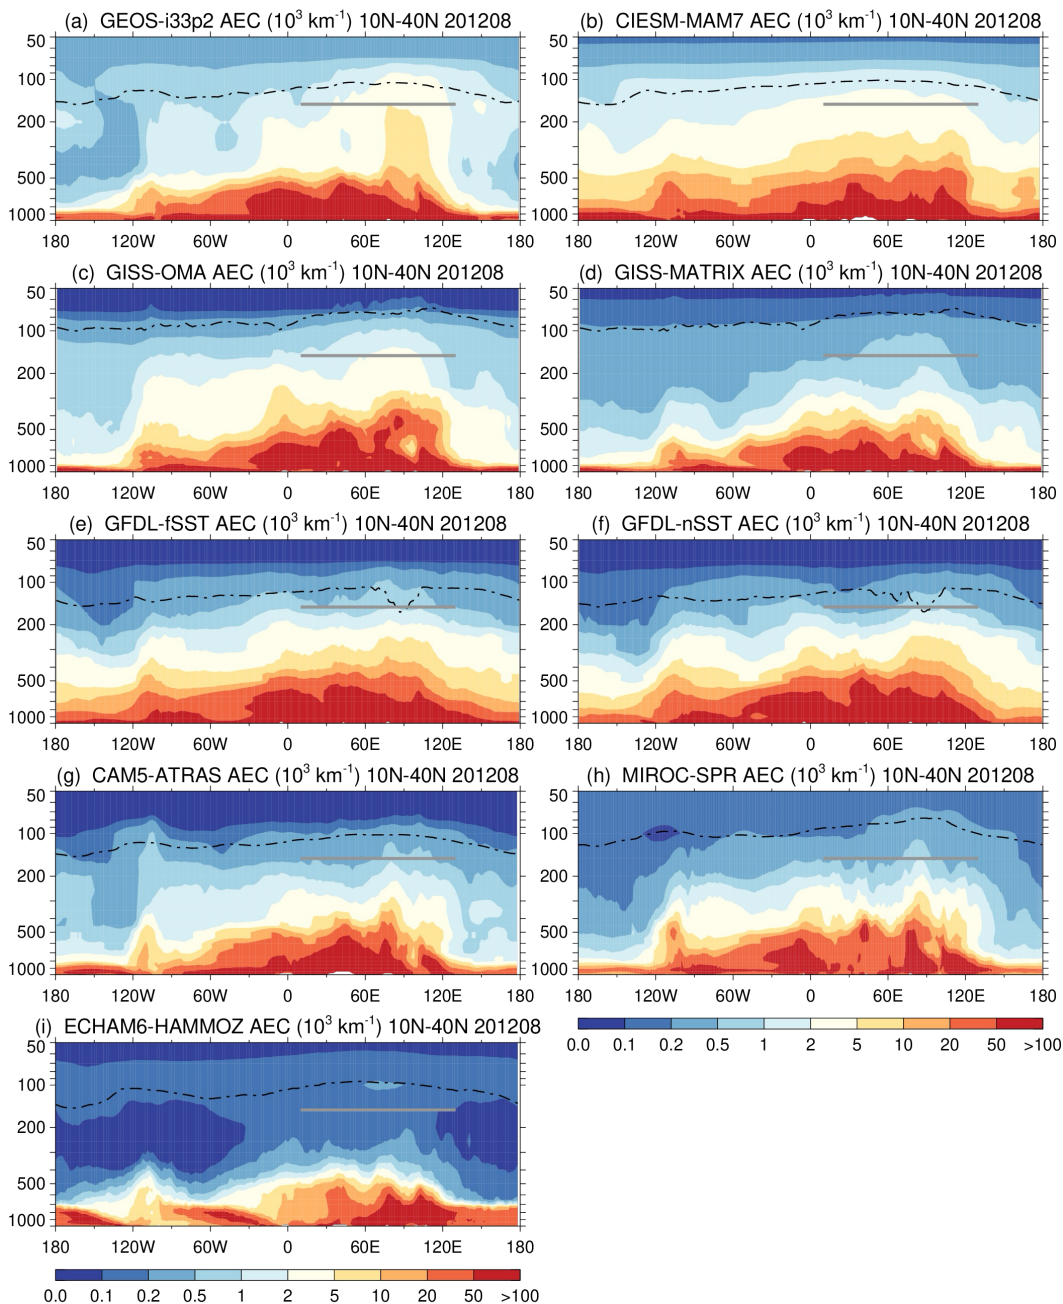 (a) GEOS-i33p2 AEC (10³ km⁻¹) 10N-40N 201208
50
100
200
500
1000
180 120W 60W 0 60E 120E 180
(b) CIESM-MAM7 AEC (10³ km⁻¹) 10N-40N 201208
50
100
200
500
1000
180 120W 60W 0 60E 120E 180
(c) GISS-OMA AEC (10³ km⁻¹) 10N-40N 201208
50
100
200
500
1000
180 120W 60W 0 60E 120E 180
(d) GISS-MATRIX AEC (10³ km⁻¹) 10N-40N 201208
50
100
200
500
1000
180 120W 60W 0 60E 120E 180
(e) GFDL-fSST AEC (10³ km⁻¹) 10N-40N 201208
50
100
200
500
1000
180 120W 60W 0 60E 120E 180
(f) GFDL-nSST AEC (10³ km⁻¹) 10N-40N 201208
50
100
200
500
1000
180 120W 60W 0 60E 120E 180
(g) CAM5-ATRAS AEC (10³ km⁻¹) 10N-40N 201208
50
100
200
500
1000
180 120W 60W 0 60E 120E 180
(h) MIROC-SPR AEC (10³ km⁻¹) 10N-40N 201208
50
100
200
500
1000
180 120W 60W 0 60E 120E 180
0.0 0.1 0.2 0.5 1 2 5 10 20 50 >100
(i) ECHAM6-HAMMOZ AEC (10³ km⁻¹) 10N-40N 201208
50
100
200
500
1000
180 120W 60W 0 60E 120E 180
0.0 0.1 0.2 0.5 1 2 5 10 20 50 >100